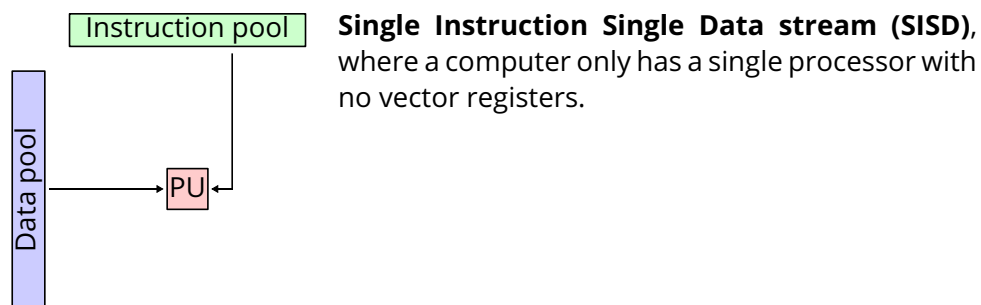 Instruction pool
Single Instruction Single Data stream (SISD),
where a computer only has a single processor with
no vector registers.
Data pool
PU